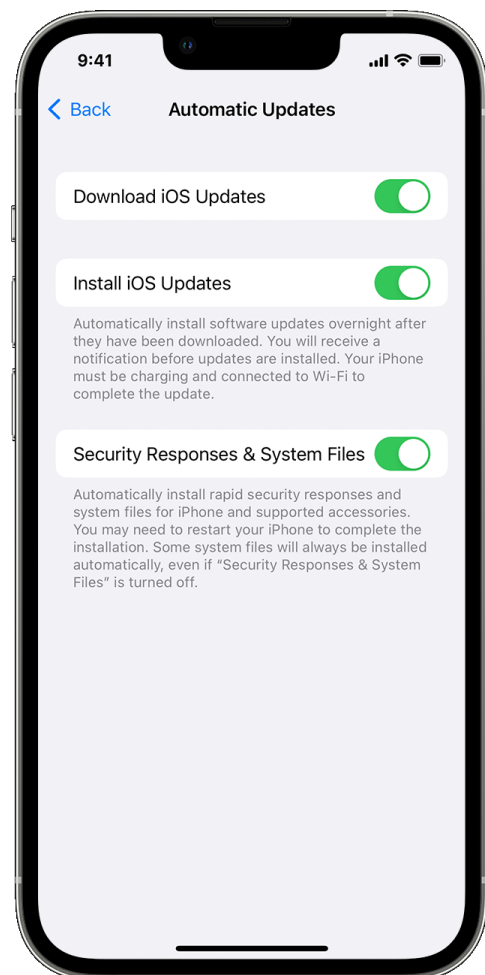 9:41
Back
Automatic Updates
Download iOS Updates
Install iOS Updates
Automatically install software updates overnight after
they have been downloaded. You will receive a
notification before updates are installed. Your iPhone
must be charging and connected to Wi-Fi to
complete the update.
Security Responses & System Files
Automatically install rapid security responses and
system files for iPhone and supported accessories.
You may need to restart your iPhone to complete the
installation. Some system files will always be installed
automatically, even if “Security Responses & System
Files” is turned off.